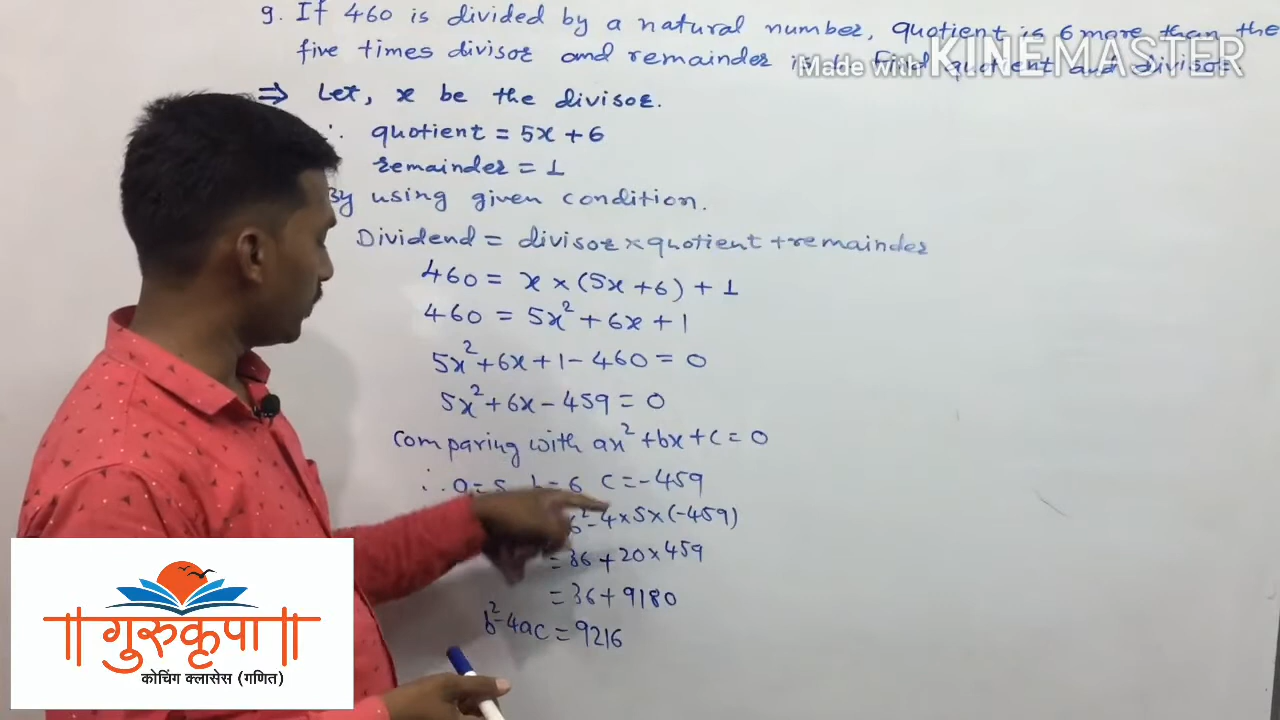 9. If 460 is divided by a natural number, quotient is 6 more than the
five times divisor and remainder is 1. Find quotient and divisor
Made with KINEMASTER
⇒ Let, x be the divisor.
∴ quotient = 5x + 6
remainder = 1
By using given condition.
Dividend = divisor × quotient + remainder
460 = x × (5x + 6) + 1
460 = 5x² + 6x + 1
5x² + 6x + 1 - 460 = 0
5x² + 6x - 459 = 0
Comparing with ax² + bx + c = 0
∴ a = 5 b = 6 c = -459
6² - 4 × 5 × (-459)
= 36 + 20 × 459
= 36 + 9180
b² - 4ac = 9216
॥ गुरुकृपा ॥
कोचिंग क्लासेस (गणित)